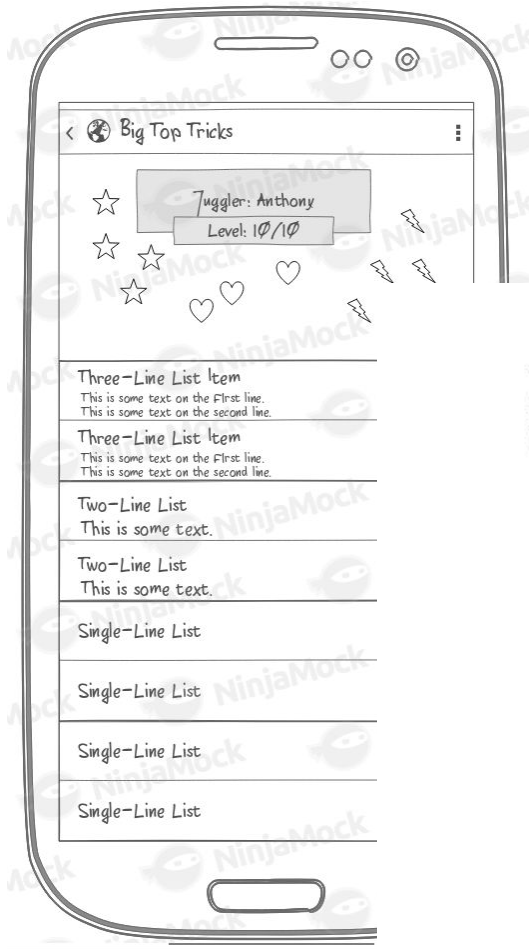 Big Top Tricks
Juggler: Anthony
Level: 10/10
Three-Line List Item
This is some text on the first line.
This is some text on the second line.
Three-Line List Item
This is some text on the first line.
This is some text on the second line.
Two-Line List
This is some text.
Two-Line List
This is some text.
Single-Line List
Single-Line List
Single-Line List
Single-Line List
NinjaMock